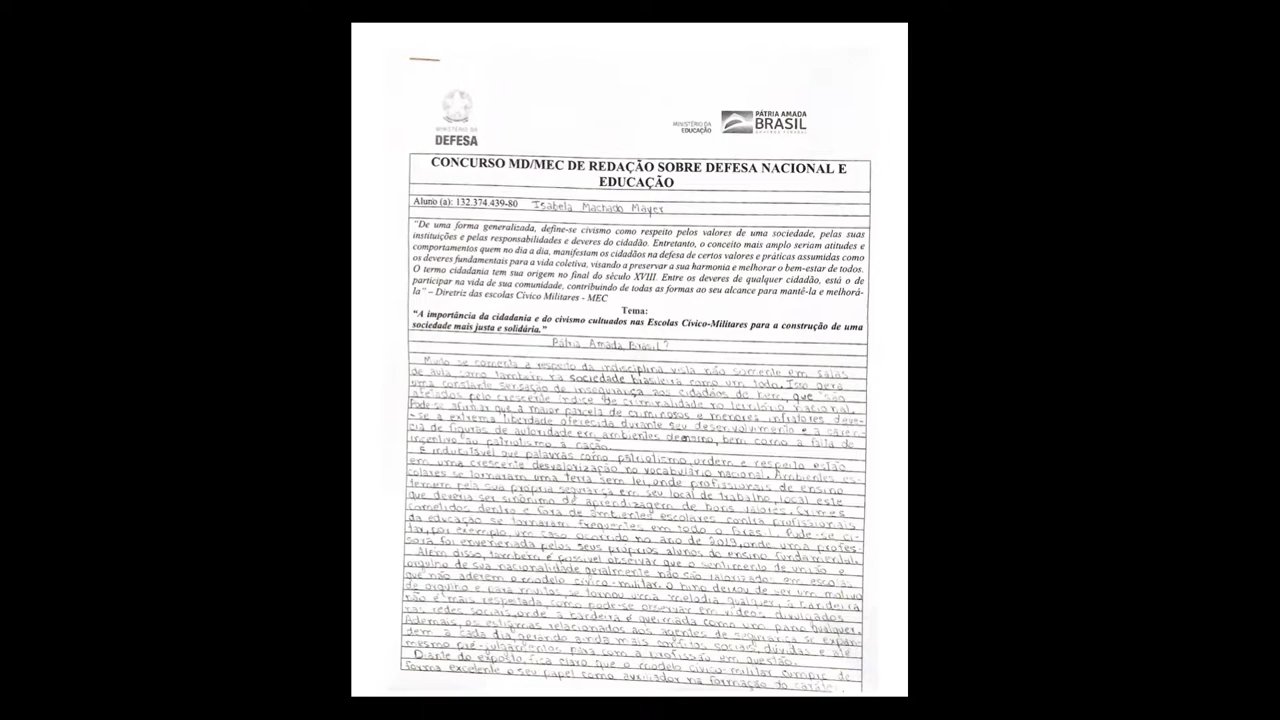 MINISTÉRIO DA
DEFESA
MINISTÉRIO DA
EDUCAÇÃO
PÁTRIA AMADA
BRASIL
GOVERNO FEDERAL
CONCURSO MD/MEC DE REDAÇÃO SOBRE DEFESA NACIONAL E
EDUCAÇÃO
Aluno (a): 132.374.439-80 Isabela Machado Mayer
"De uma forma generalizada, define-se civismo como respeito pelos valores de uma sociedade, pelas suas
instituições e pelas responsabilidades e deveres do cidadão. Entretanto, o conceito mais amplo seriam atitudes e
comportamentos quem no dia a dia, manifestam os cidadãos na defesa de certos valores e práticas assumidas como
os deveres fundamentais para a vida coletiva, visando a preservar a sua harmonia e melhorar o bem-estar de todos.
O termo cidadania tem sua origem no final do século XVIII. Entre os deveres de qualquer cidadão, está o de
participar na vida de sua comunidade, contribuindo de todas as formas ao seu alcance para mantê-la e melhorá-
la" – Diretriz das escolas Cívico Militares - MEC
Tema:
"A importância da cidadania e do civismo cultuados nas Escolas Cívico-Militares para a construção de uma
sociedade mais justa e solidária."
Pátria Amada, Brasil?
Muito se comenta a respeito da indisciplina vista não somente em salas
de aula, como também na sociedade brasileira como um todo. Isso gera
uma constante sensação de insegurança aos cidadãos de bem, que são
afetados pelo crescente índice de criminalidade no território nacional.
Pode-se afirmar que a maior parcela de criminosos e menores infratores deve-
se a extrema liberdade oferecida durante seu desenvolvimento e a carên-
cia de figuras de autoridade em ambientes de ensino, bem como a falta de
incentivo ao patriotismo à nação.
É indubitável que palavras como patriotismo, ordem e respeito estão
em uma crescente desvalorização no vocabulário nacional. Ambientes es-
colares se tornaram uma terra sem lei, onde profissionais de ensino
temem pela sua própria segurança em seu local de trabalho, local este
que deveria ser sinônimo de aprendizagem de bons valores. Crimes
cometidos dentro e fora de ambientes escolares contra profissionais
da educação se tornaram frequentes em todo o Brasil. Pode-se ci-
tar, por exemplo, um caso ocorrido no ano de 2019, onde uma profes-
sora foi envenenada pelos seus próprios alunos do ensino fundamental.
Além disso, também é possível observar que o sentimento de união e
orgulho de sua nacionalidade geralmente não são valorizados em escolas
que não aderem o modelo cívico-militar. O hino deixou de ser um motivo
de orgulho e para muitos, se tornou uma melodia qualquer, a bandeira
não é mais respeitada, como pode-se observar em vídeos divulgados
nas redes sociais, onde a bandeira é queimada como um pano qualquer.
Ademais, os estigmas relacionados aos agentes de segurança se expan-
dem a cada dia, gerando ainda mais sociais, dúvidas e até
mesmo pré-julgamentos para com a profissão em questão.
Diante do exposto, fica claro que o modelo cívico-militar cumpre de
forma excelente o seu papel como auxiliador na formação do caráter